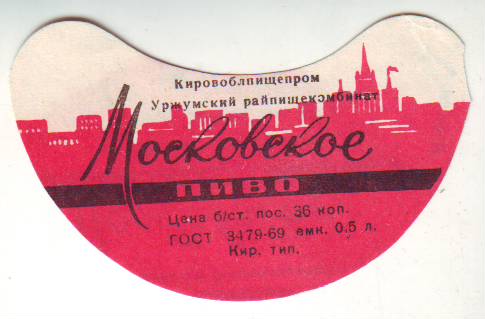 Кировоблпищепром
Уржумский райпищекомбинат
Московское
ПИВО
Цена б/ст. пос. 36 коп.
ГОСТ 3479-69 емк. 0,5 л.
Кир. тип.